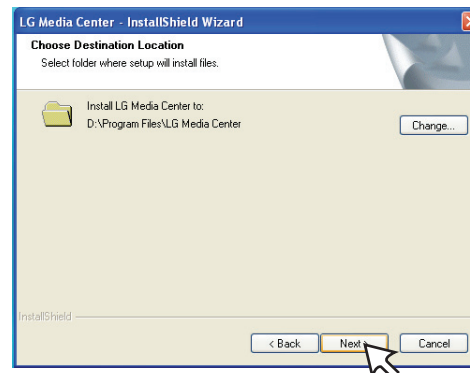 LG Media Center - InstallShield Wizard
Choose Destination Location
Select folder where setup will install files.
Install LG Media Center to:
D:\Program Files\LG Media Center
Change...
InstallShield
< Back
Next
Cancel